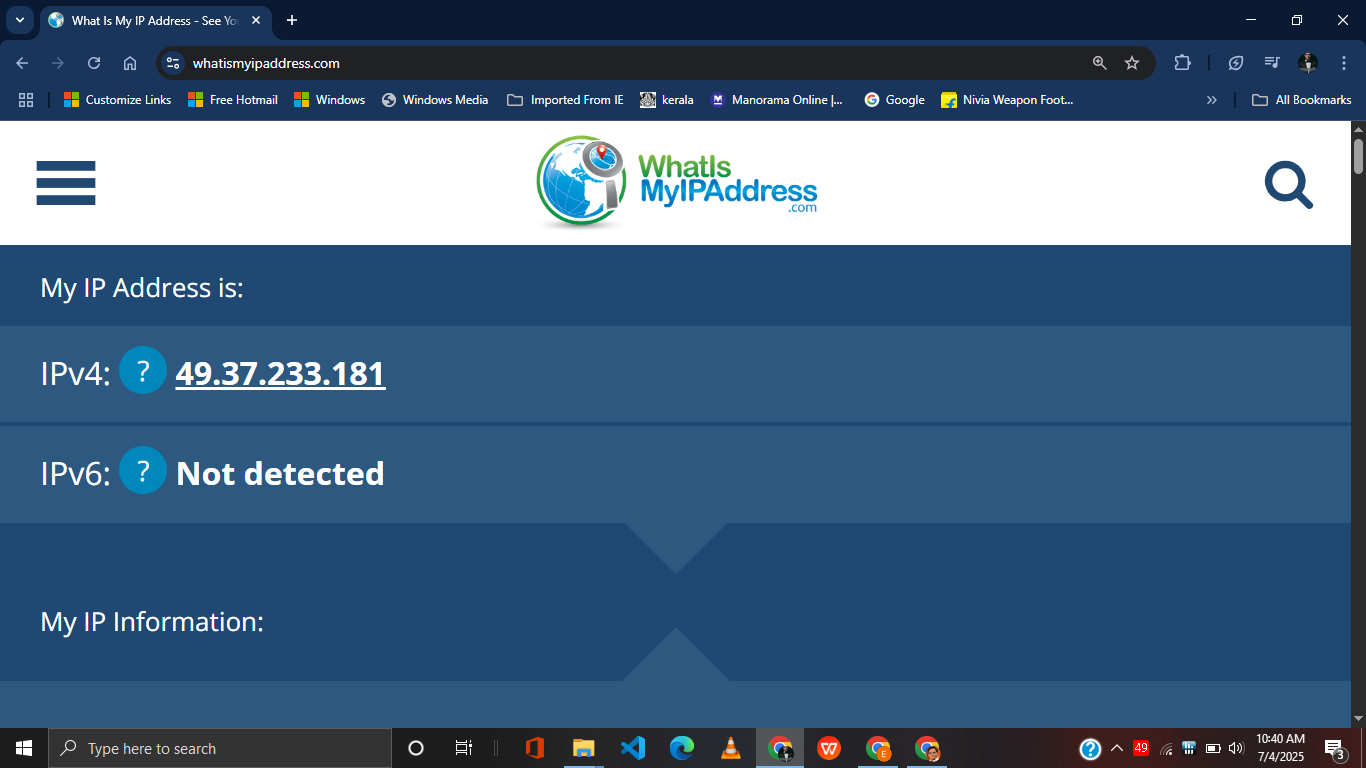 What Is My IP Address - See Yo
whatismyipaddress.com
Customize Links
Free Hotmail
Windows
Windows Media
Imported From IE
kerala
Manorama Online |...
Google
Nivia Weapon Foot...
»
All Bookmarks
WhatIs
MyIPAddress
.com
My IP Address is:
IPv4: ? 49.37.233.181
IPv6: ? Not detected
My IP Information:
Type here to search
49
10:40 AM
7/4/2025
3